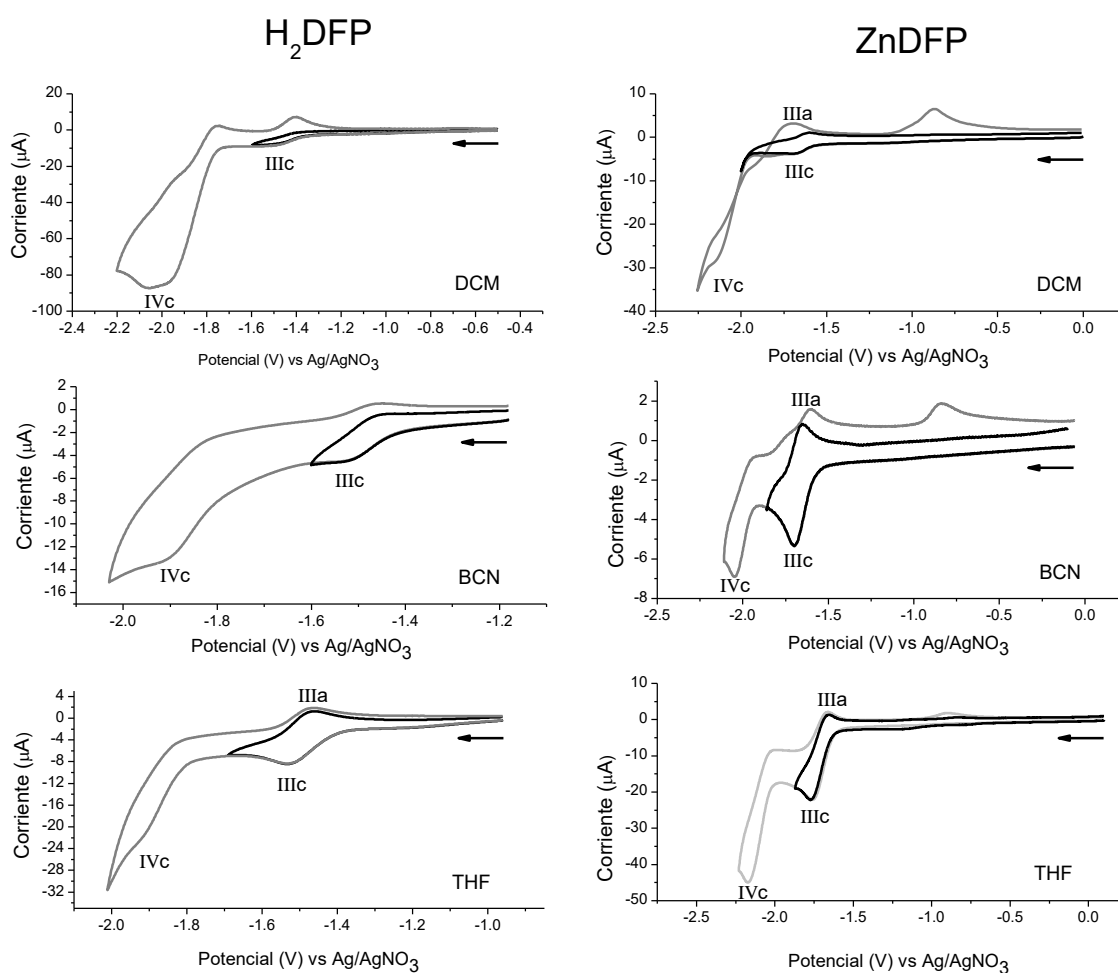 H₂DFP
ZnDFP
20
0
-20
-40
-60
-80
-100
Corriente (μA)
IIIc
IVc
DCM
-2.4 -2.2 -2.0 -1.8 -1.6 -1.4 -1.2 -1.0 -0.8 -0.6 -0.4
Potencial (V) vs Ag/AgNO₃
10
0
-10
-20
-30
-40
Corriente (μA)
IIIa
IIIc
IVc
DCM
-2.5 -2.0 -1.5 -1.0 -0.5 0.0
Potencial (V) vs Ag/AgNO₃
2
0
-2
-4
-6
-8
-10
-12
-14
-16
Corriente (μA)
IIIc
IVc
BCN
-2.0 -1.8 -1.6 -1.4 -1.2
Potencial (V) vs Ag/AgNO₃
2
0
-2
-4
-6
-8
Corriente (μA)
IIIa
IIIc
IVc
BCN
-2.5 -2.0 -1.5 -1.0 -0.5 0.0
Potencial (V) vs Ag/AgNO₃
4
0
-4
-8
-12
-16
-20
-24
-28
-32
Corriente (μA)
IIIa
IIIc
IVc
THF
-2.0 -1.8 -1.6 -1.4 -1.2 -1.0
Potencial (V) vs Ag/AgNO₃
10
0
-10
-20
-30
-40
-50
Corriente (μA)
IIIa
IIIc
IVc
THF
-2.5 -2.0 -1.5 -1.0 -0.5 0.0
Potencial (V) vs Ag/AgNO₃